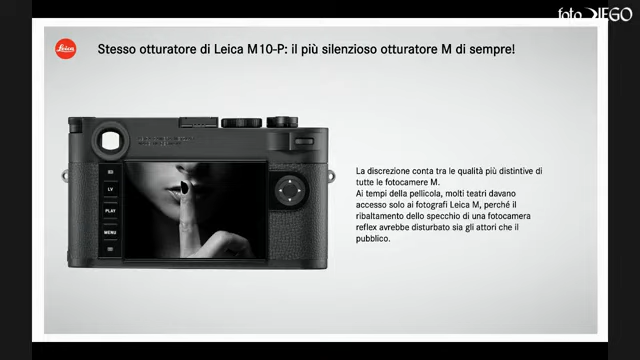 foto DIEGO
Leica
Stesso otturatore di Leica M10-P: il più silenzioso otturatore M di sempre!
La discrezione conta tra le qualità più distintive di
tutte le fotocamere M.
Ai tempi della pellicola, molti teatri davano
accesso solo ai fotografi Leica M, perché il
ribaltamento dello specchio di una fotocamera
reflex avrebbe disturbato sia gli attori che il
pubblico.
LV
PLAY
MENU